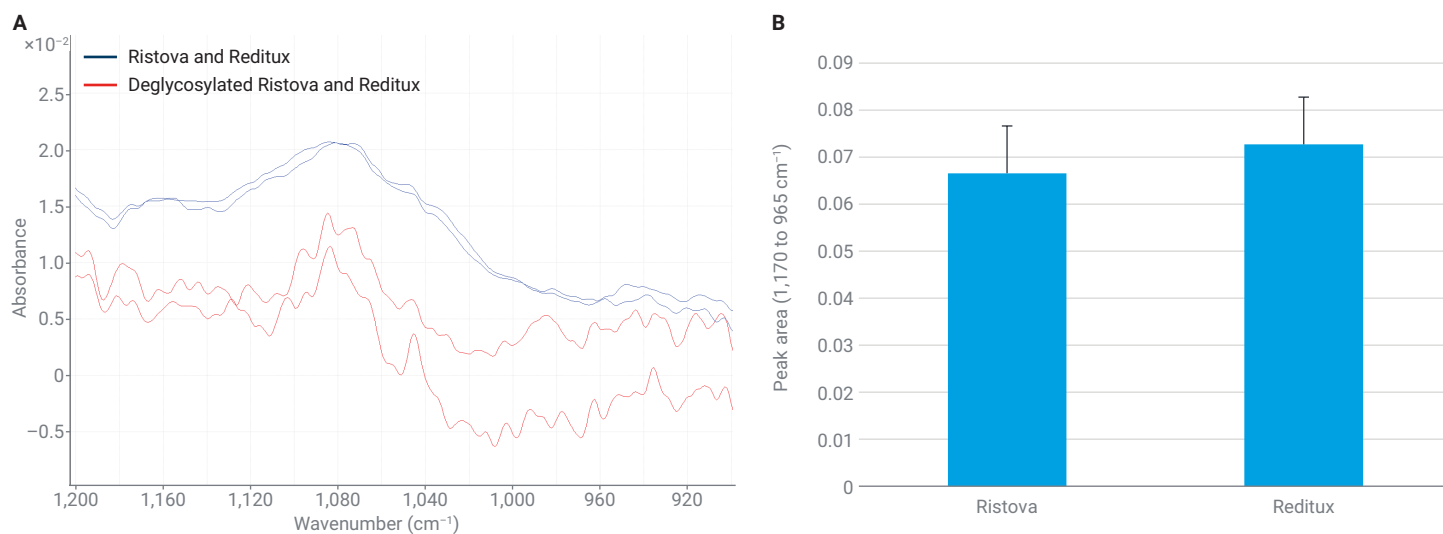 A
×10⁻²
Ristova and Reditux
Deglycosylated Ristova and Reditux
2.5
2.0
1.5
1.0
0.5
0
−0.5
Absorbance
1,200 1,160 1,120 1,080 1,040 1,000 960 920
Wavenumber (cm⁻¹)
B
0.09
0.08
0.07
0.06
0.05
0.04
0.03
0.02
0.01
0
Peak area (1,170 to 965 cm⁻¹)
Ristova Reditux